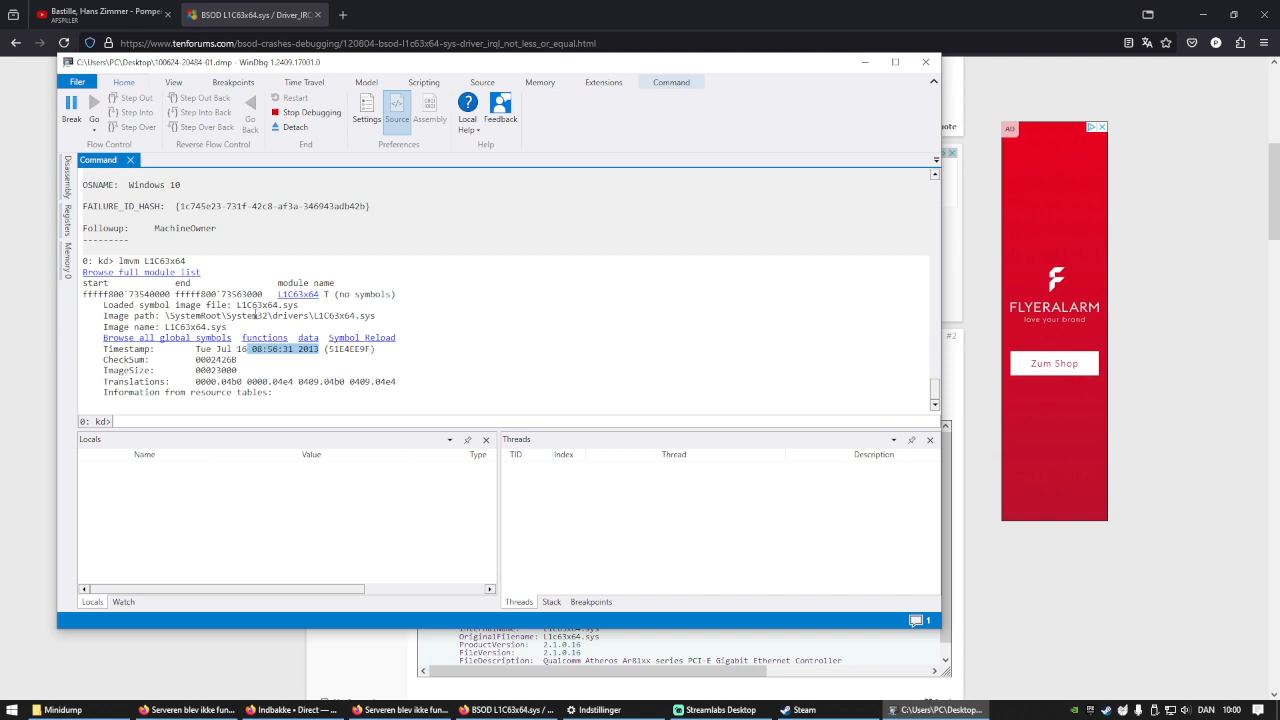 Bastille, Hans Zimmer - Pompe
AFSPILLER
BSOD L1C63x64.sys / Driver_IRC
https://www.tenforums.com/bsod-crashes-debugging/120804-bsod-l1c63x64-sys-driver_irql_not_less_or_equal.html
C:\Users\PC\Desktop\100624-20484-01.dmp - WinDbg 1.2409.17001.0
Filer Home View Breakpoints Time Travel Model Scripting Source Memory Extensions Command
Break
Go
Step Out
Step Into
Step Over
Flow Control
Step Out Back
Step Into Back
Step Over Back
Go Back
Reverse Flow Control
Restart
Stop Debugging
Detach
End
Settings
Source
Assembly
Preferences
Local Help
Feedback
Help
Command
Disassembly
Registers
Memory 0
OSNAME: Windows 10
FAILURE_ID_HASH: {1c745e23-731f-42c8-af3a-346943adb42b}
Followup: MachineOwner
---------
0: kd> lmvm L1C63x64
Browse full module list
start end module name
fffff800`73540000 fffff800`73563000 L1C63x64 T (no symbols)
Loaded symbol image file: L1C63x64.sys
Image path: \SystemRoot\System32\drivers\L1C63x64.sys
Image name: L1C63x64.sys
Browse all global symbols functions data Symbol Reload
Timestamp: Tue Jul 16 08:56:31 2013 (51E4EE9F)
CheckSum: 0002426B
ImageSize: 00023000
Translations: 0000.04b0 0000.04e4 0409.04b0 0409.04e4
Information from resource tables:
0: kd>
Locals
Name Value Type
Locals Watch
Threads
TID Index Thread Description
Threads Stack Breakpoints
1
ote
#2
AD
FLYERALARM
love your brand
Zum Shop
OriginalFilename: L1c63x64.sys
ProductVersion: 2.1.0.16
FileVersion: 2.1.0.16
FileDescription: Qualcomm Atheros Ar81xx series PCI-E Gigabit Ethernet Controller
Minidump
Serveren blev ikke fun...
Indbakke • Direct — ...
Serveren blev ikke fun...
BSOD L1C63x64.sys / ...
Indstillinger
Streamlabs Desktop
Steam
C:\Users\PC\Desktop...
DAN
10:00